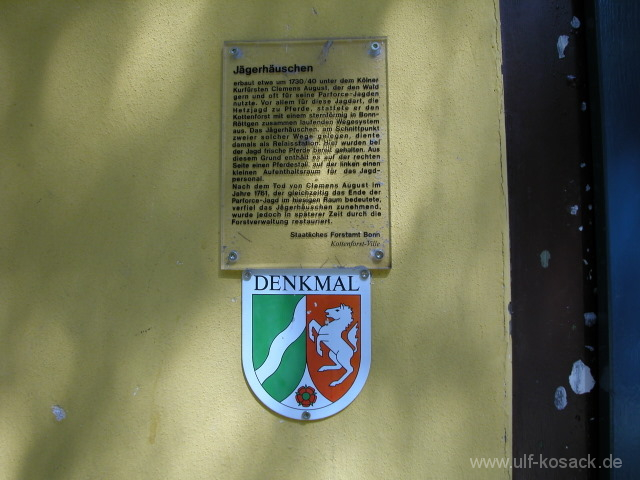 Jägerhäuschen
erbaut etwa um 1730/40 unter dem Kölner
Kurfürsten Clemens August, der den Wald
gern und oft für seine Parforce-Jagden
nutzte. Vor allem für diese Jagdart, die
Hetzjagd zu Pferde, stattete er den
Kottenforst mit einem sternförmig in Bonn-
Röttgen zusammen laufenden Wegesystem
aus. Das Jägerhäuschen, am Schnittpunkt
zweier solcher Wege gelegen, diente
damals als Relaisstation. Hier wurden bei
der Jagd frische Pferde bereit gehalten. Aus
diesem Grund enthält es auf der rechten
Seite einen Pferdestall, auf der linken einen
kleinen Aufenthaltsraum für das Jagd-
personal.
Nach dem Tod von Clemens August im
Jahre 1761, der gleichzeitig das Ende der
Parforce-Jagd im hiesigen Raum bedeutete,
verfiel das Jägerhäuschen zunehmend,
wurde jedoch in späterer Zeit durch die
Forstverwaltung restauriert.
Staatliches Forstamt Bonn
Kottenforst-Ville
DENKMAL
www.ulf-kosack.de